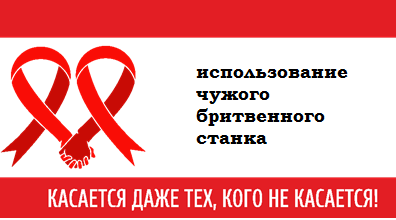 использование
чужого
бритвенного
станка
КАСАЕТСЯ ДАЖЕ ТЕХ, КОГО НЕ КАСАЕТСЯ!